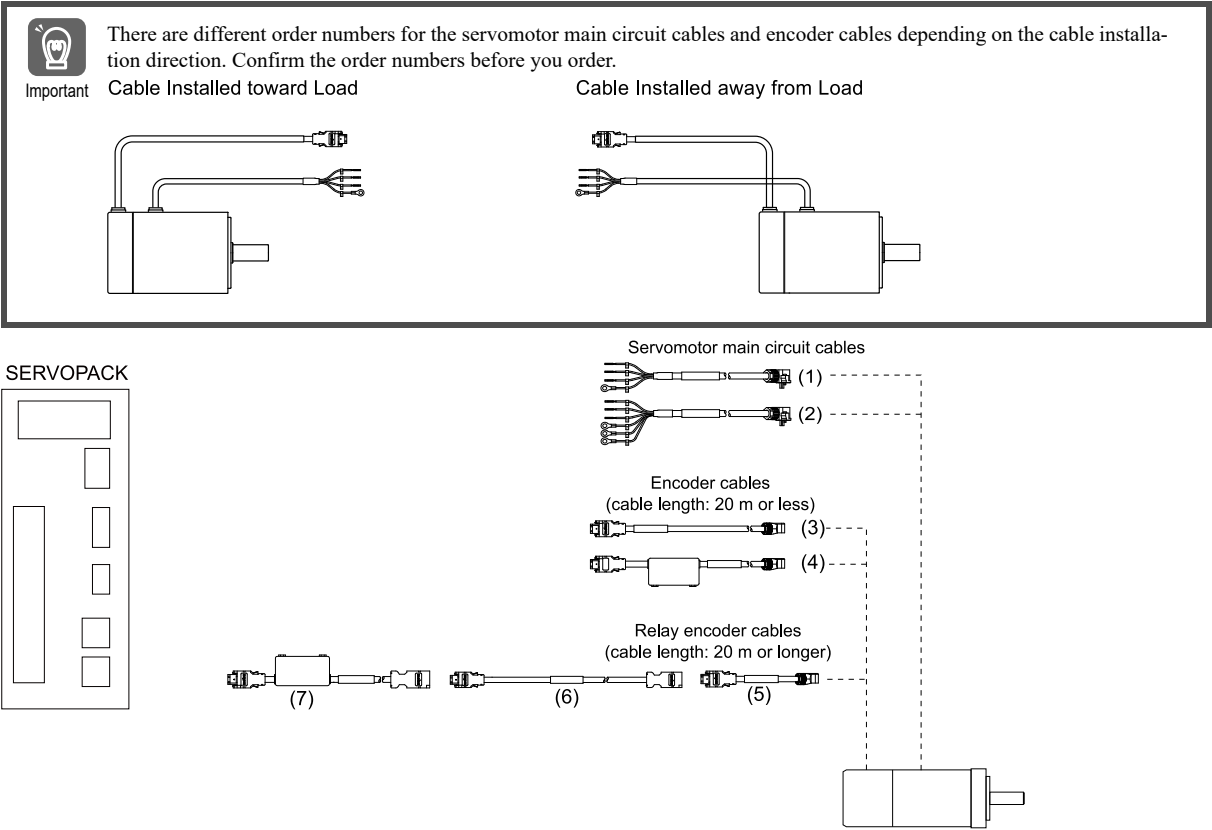 There are different order numbers for the servomotor main circuit cables and encoder cables depending on the cable installa-
tion direction. Confirm the order numbers before you order.
Important
Cable Installed toward Load
Cable Installed away from Load
Servomotor main circuit cables
SERVOPACK
(1)
(2)
Encoder cables
(cable length: 20 m or less)
(3)
(4)
Relay encoder cables
(cable length: 20 m or longer)
(7)
(6)
(5)